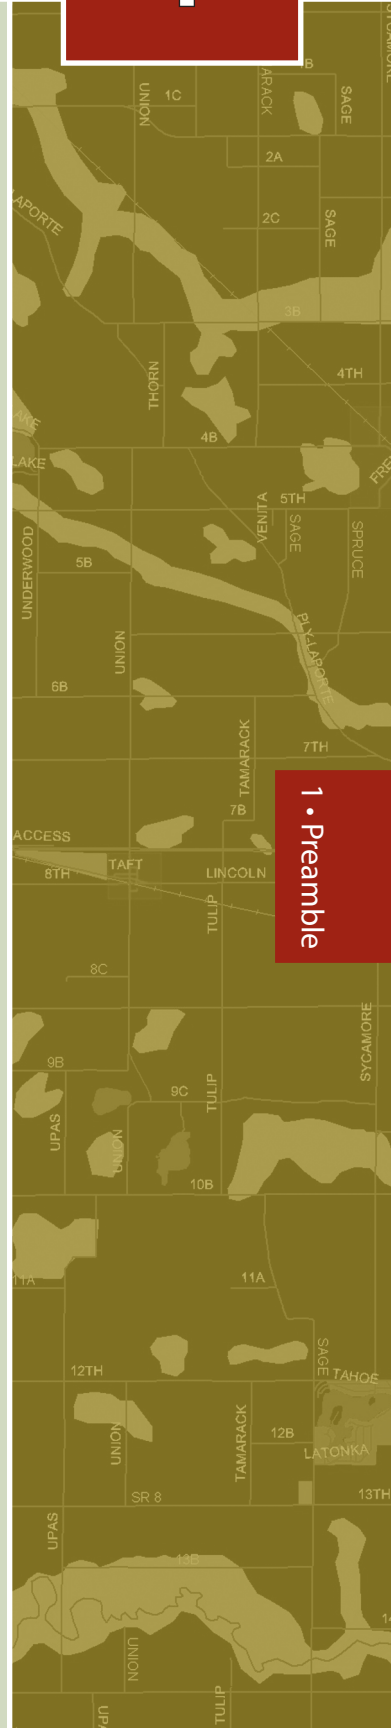 1B
SYCAMORE
UNION
1C
SAGE
2A
LAPORTE
2C
SAGE
3B
THORN
4TH
4B
LAKE
5TH
VENITA
SAGE
SPRUCE
UNDERWOOD
5B
UNION
PLY-LAPORTE
6B
7TH
TAMARACK
7B
1 • Preamble
ACCESS
TAFT
8TH
LINCOLN
TULIP
8C
SYCAMORE
9B
9C
TULIP
UPAS
UNION
10B
11A
11A
SAGE
12TH
TAHOE
UNION
TAMARACK
12B
LATONKA
SR 8
13TH
UPAS
13B
UNION
TULIP